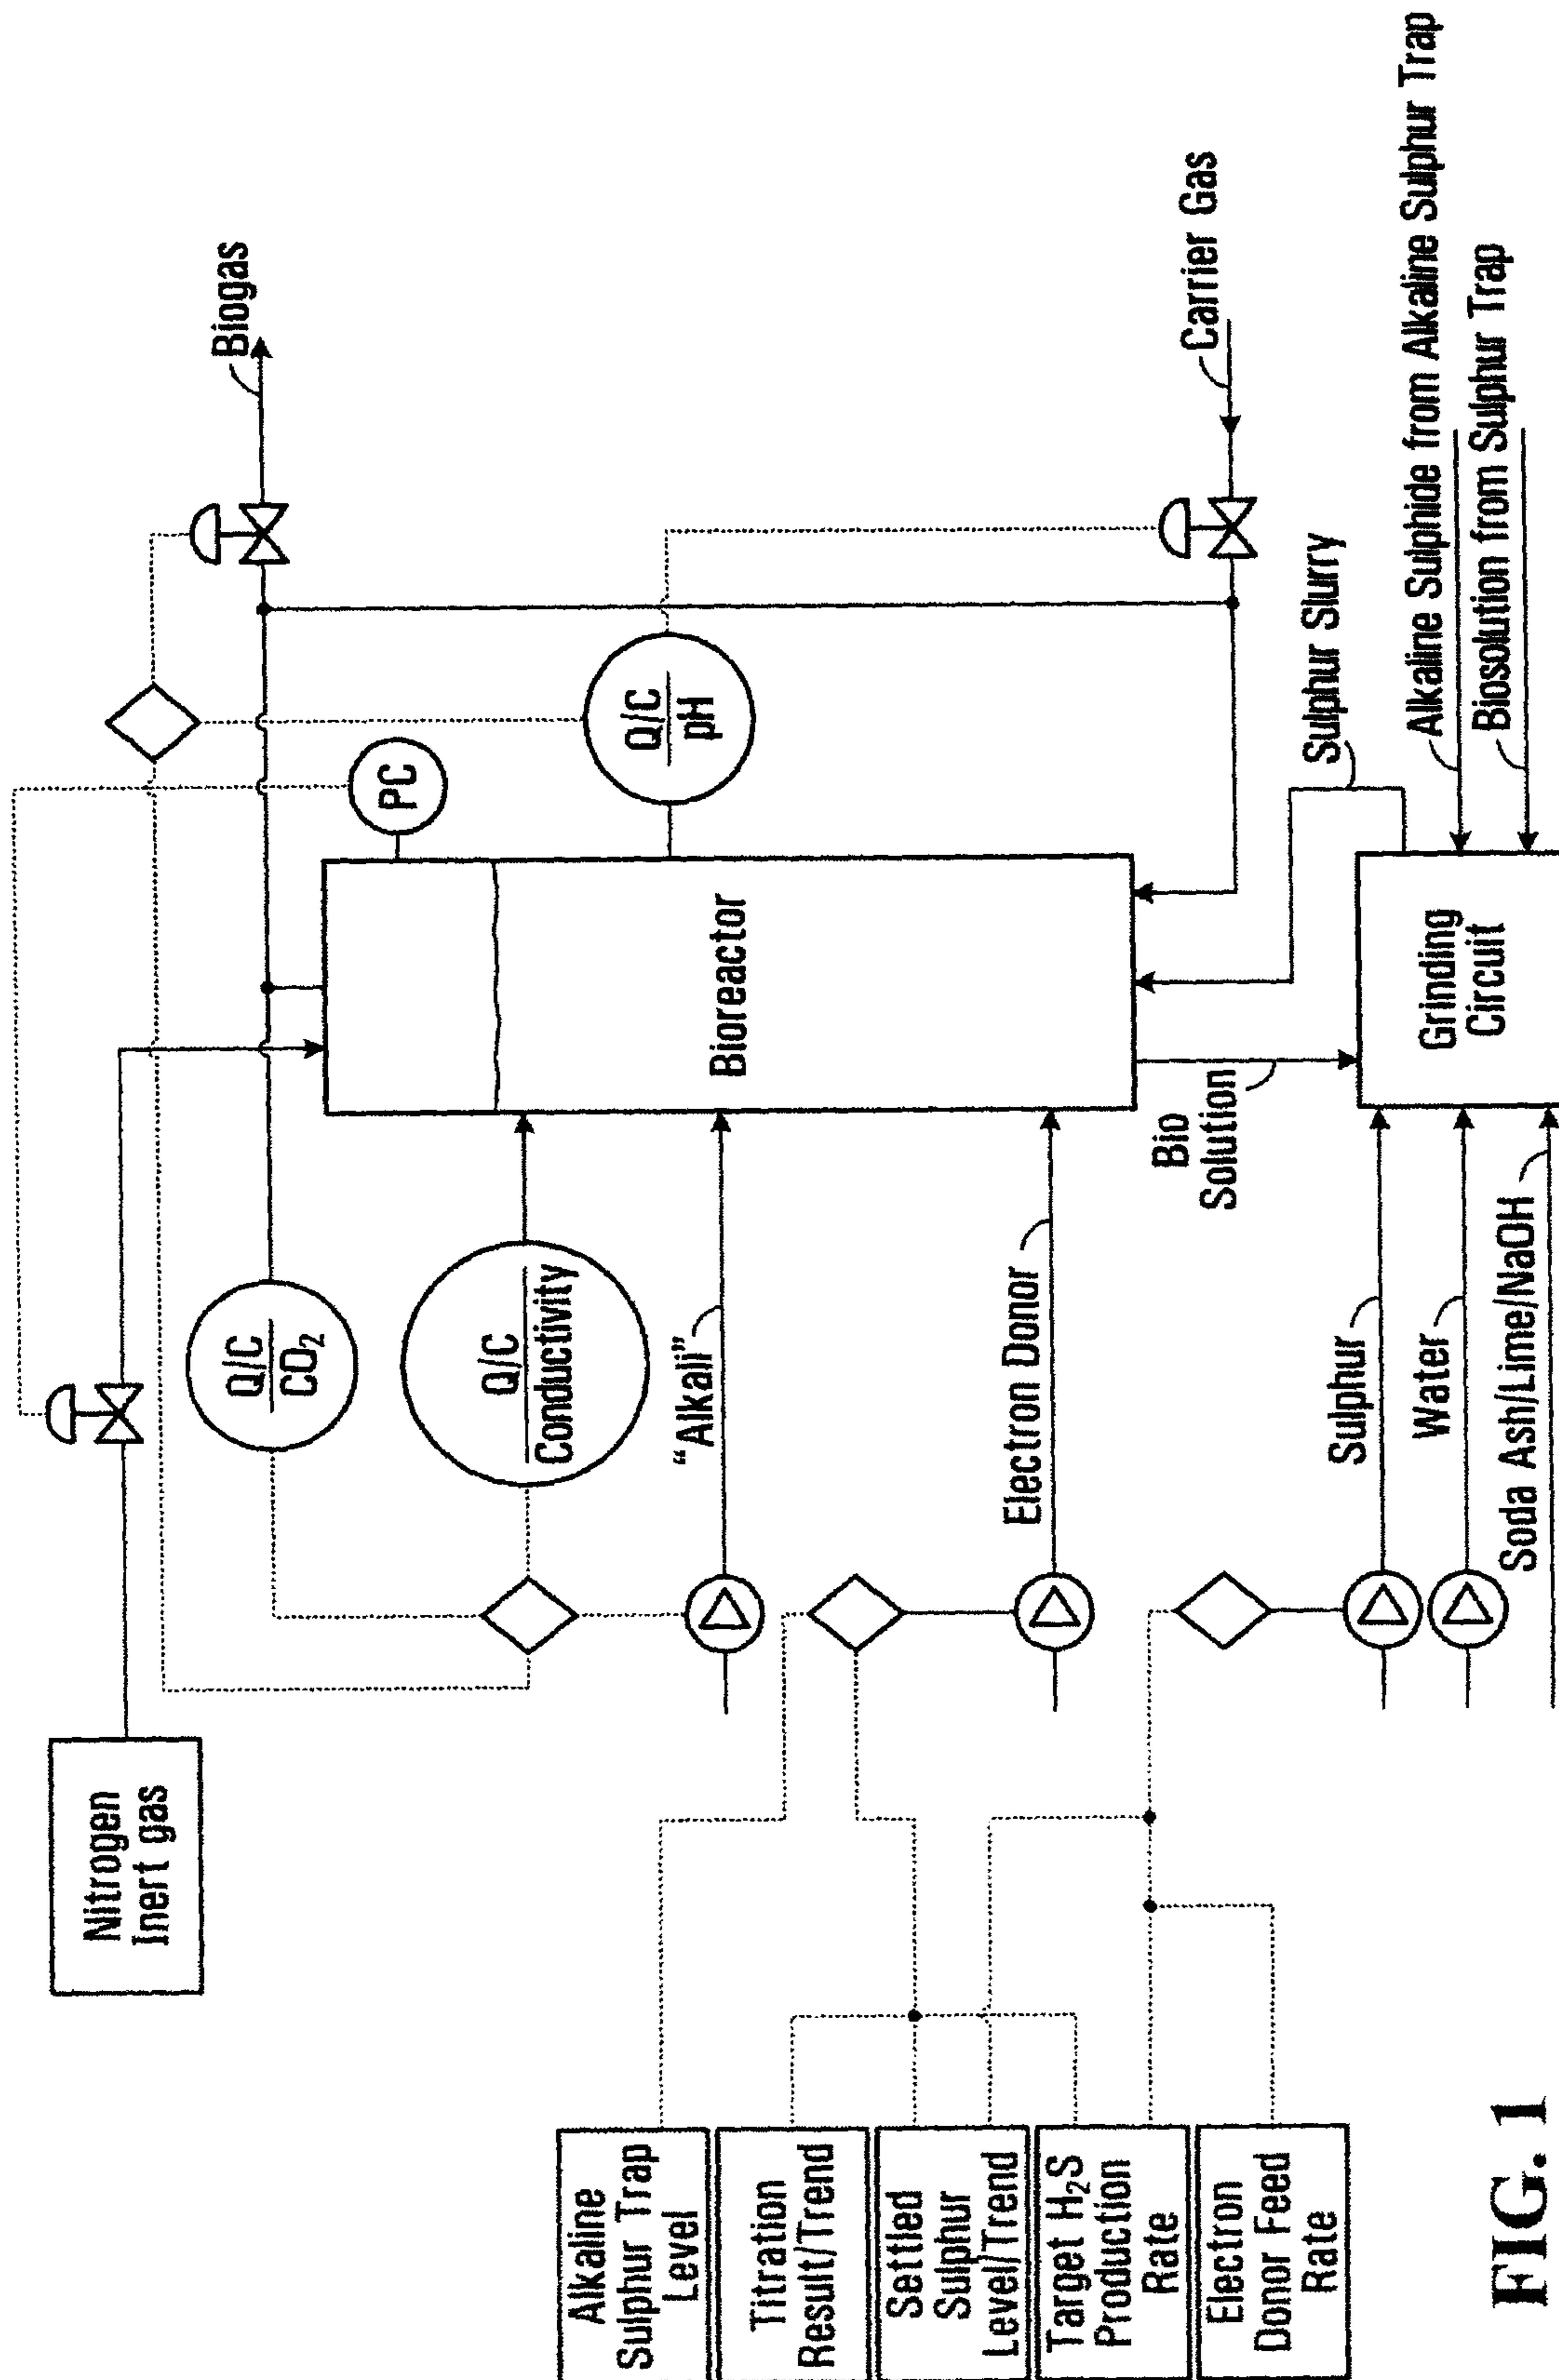 Nitrogen
Inert gas
Biogas
Q/C
CO₂
PC
Q/C
Conductivity
Q/C
pH
"Alkali"
Bioreactor
Electron Donor
Carrier Gas
Bio
Solution
Sulphur Slurry
Alkaline Sulphide from Alkaline Sulphur Trap
Biosolution from Sulphur Trap
Grinding
Circuit
Sulphur
Water
Soda Ash/Lime/NaOH
Alkaline
Sulphur Trap
Level
Titration
Result/Trend
Settled
Sulphur
Level/Trend
Target H₂S
Production
Rate
Electron
Donor Feed
Rate
FIG. 1